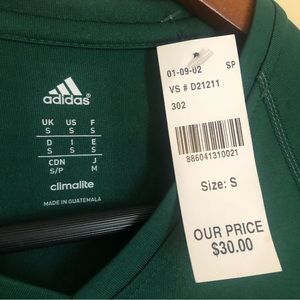 adidas
UK US F
S S S
D I E
S S S
CDN J
S/P M
climalite
MADE IN GUATEMALA
01-09-02 SP
VS # D21211
302
886041310021
Size: S
OUR PRICE
$30.00